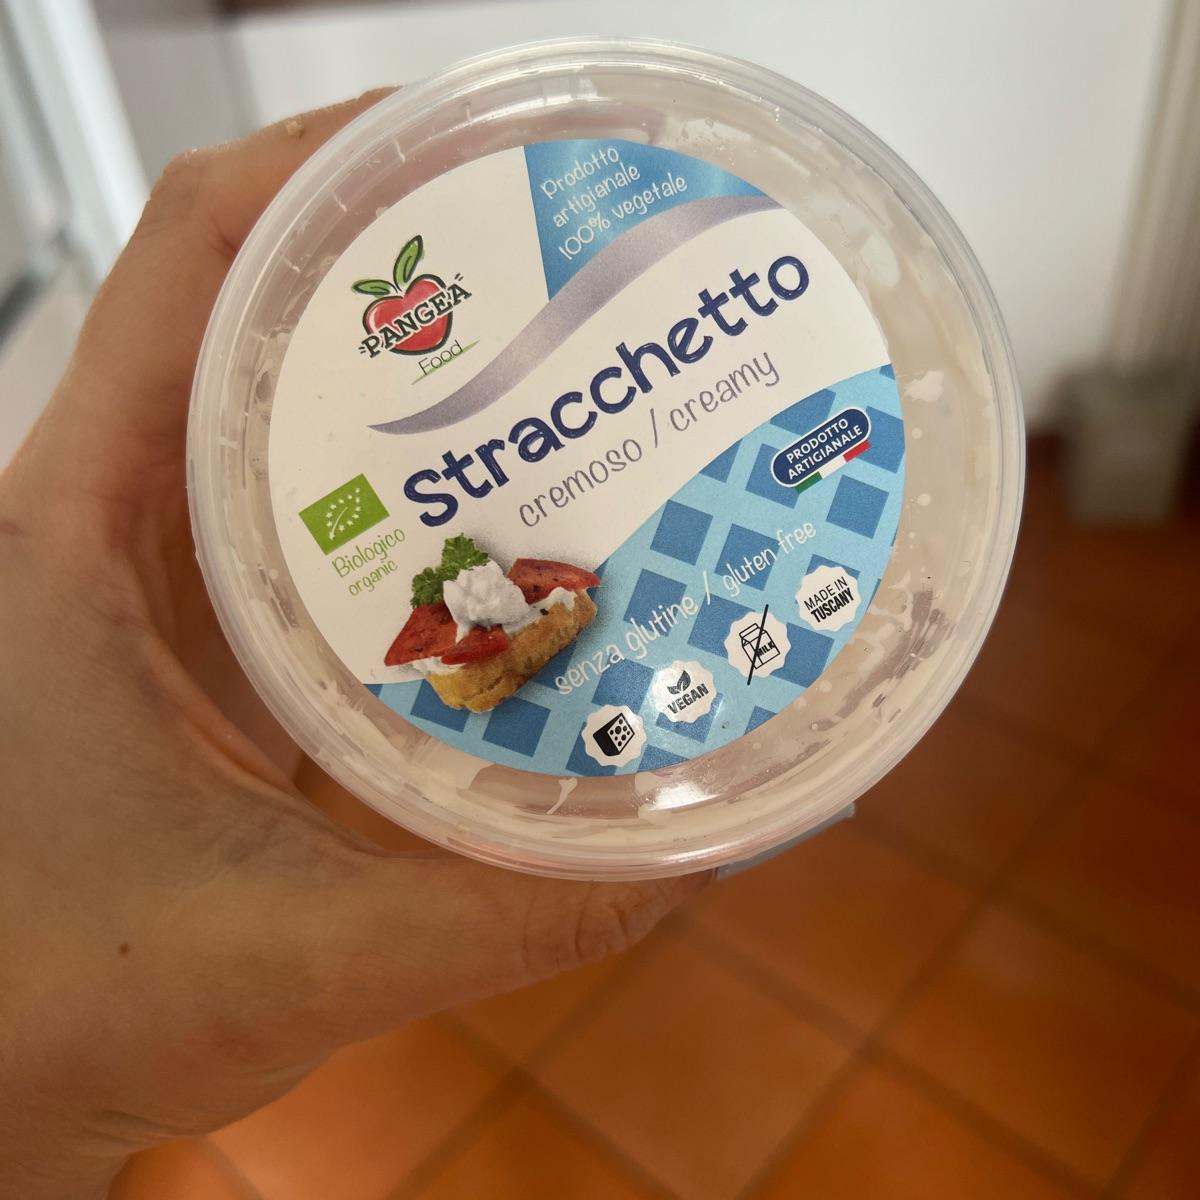 Prodotto
artigianale
100% vegetale
PANGEA
Food
Stracchetto
cremoso / creamy
PRODOTTO
ARTIGIANALE
Biologico
organic
senza glutine / gluten free
MADE IN
TUSCANY
MILK
VEGAN